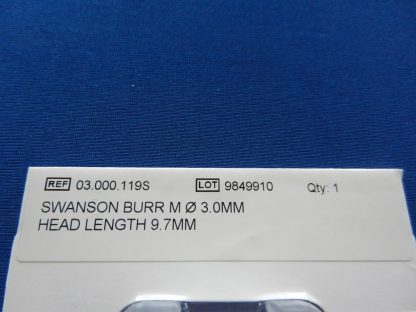 REF 03.000.119S LOT 9849910 Qty: 1
SWANSON BURR M Ø 3.0MM
HEAD LENGTH 9.7MM